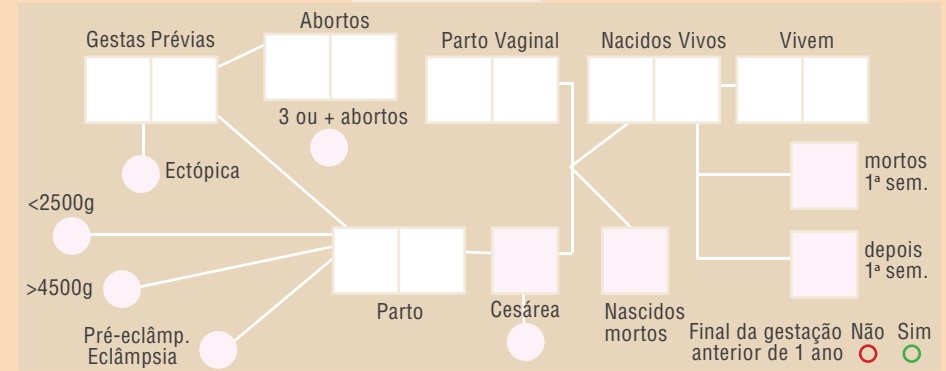 Abortos
Gestas Prévias
Parto Vaginal
Nacidos Vivos
Vivem
3 ou + abortos
Ectópica
mortos
1ª sem.
<2500g
>4500g
depois
1ª sem.
Parto
Cesárea
Nascidos
mortos
Pré-eclâmp.
Eclâmpsia
Final da gestação
anterior de 1 ano
Não
Sim